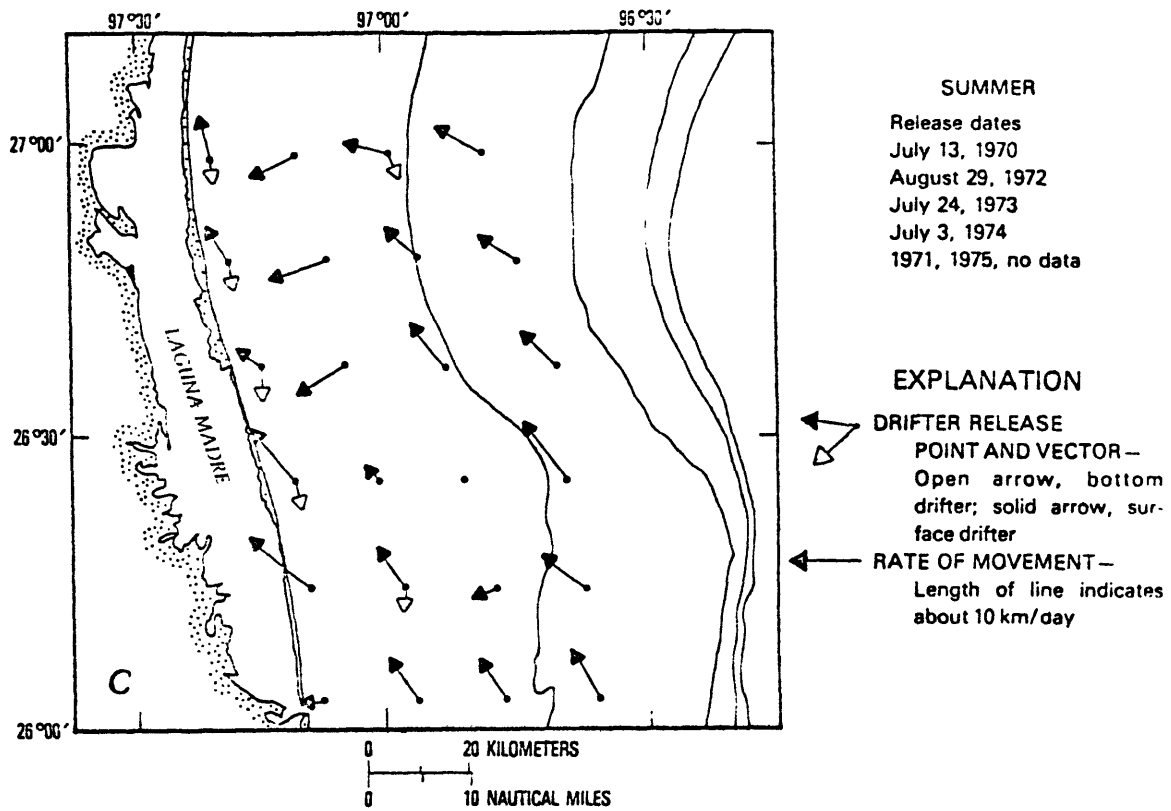 97°30′ 97°00′ 96°30′
27°00′
26°30′
26°00′
LAGUNA MADRE
C
0 20 KILOMETERS
0 10 NAUTICAL MILES
SUMMER
Release dates
July 13, 1970
August 29, 1972
July 24, 1973
July 3, 1974
1971, 1975, no data
EXPLANATION
DRIFTER RELEASE
POINT AND VECTOR—
Open arrow, bottom
drifter; solid arrow, sur-
face drifter
RATE OF MOVEMENT—
Length of line indicates
about 10 km/day